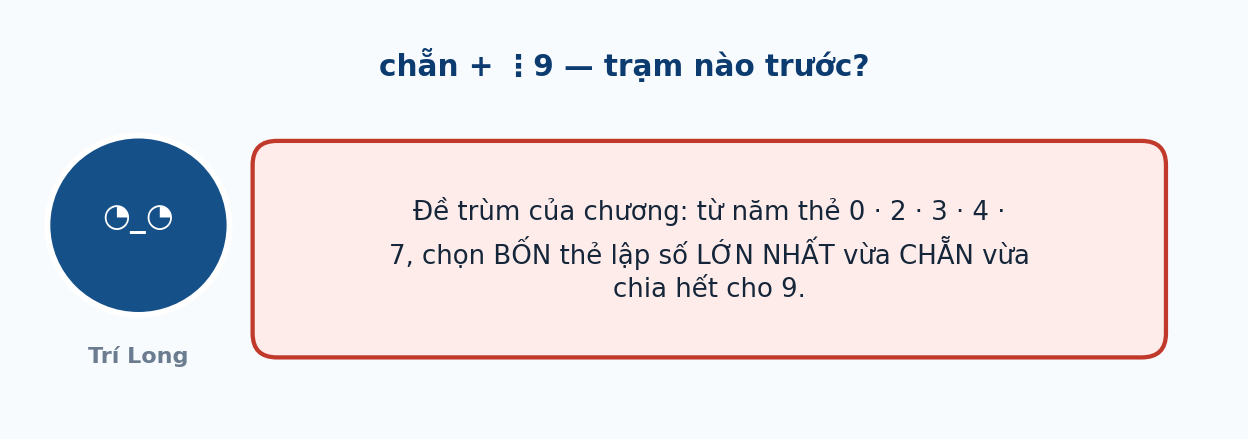 chẵn + ⋮9 — trạm nào trước?
Đề trùm của chương: từ năm thẻ 0 · 2 · 3 · 4 ·
7, chọn BỐN thẻ lập số LỚN NHẤT vừa CHẴN vừa
chia hết cho 9.
◔_◔
Trí Long